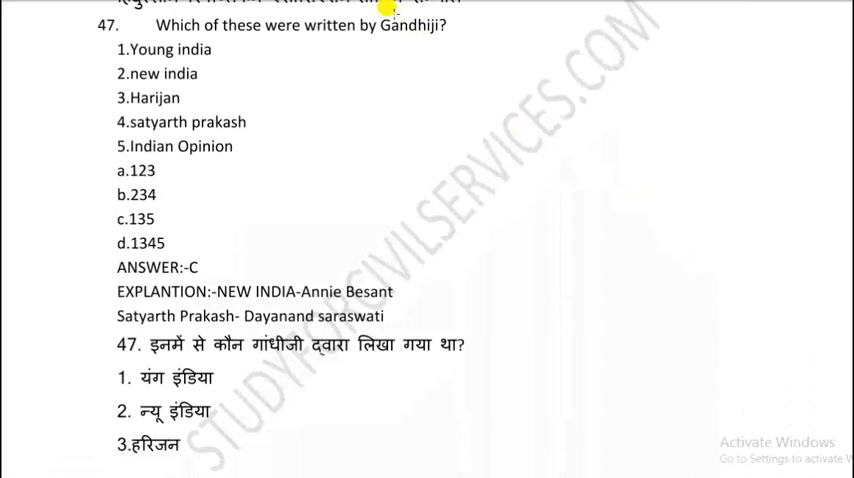 47. Which of these were written by Gandhiji?
1.Young india
2.new india
3.Harijan
4.satyarth prakash
5.Indian Opinion
a.123
b.234
c.135
d.1345
ANSWER:-C
EXPLANTION:-NEW INDIA-Annie Besant
Satyarth Prakash- Dayanand saraswati
47. इनमें से कौन गांधीजी द्वारा लिखा गया था?
1. यंग इंडिया
2. न्यू इंडिया
3.हरिजन
STUDYFORCIVILSERVICES.COM
Activate Windows
Go to Settings to activate W